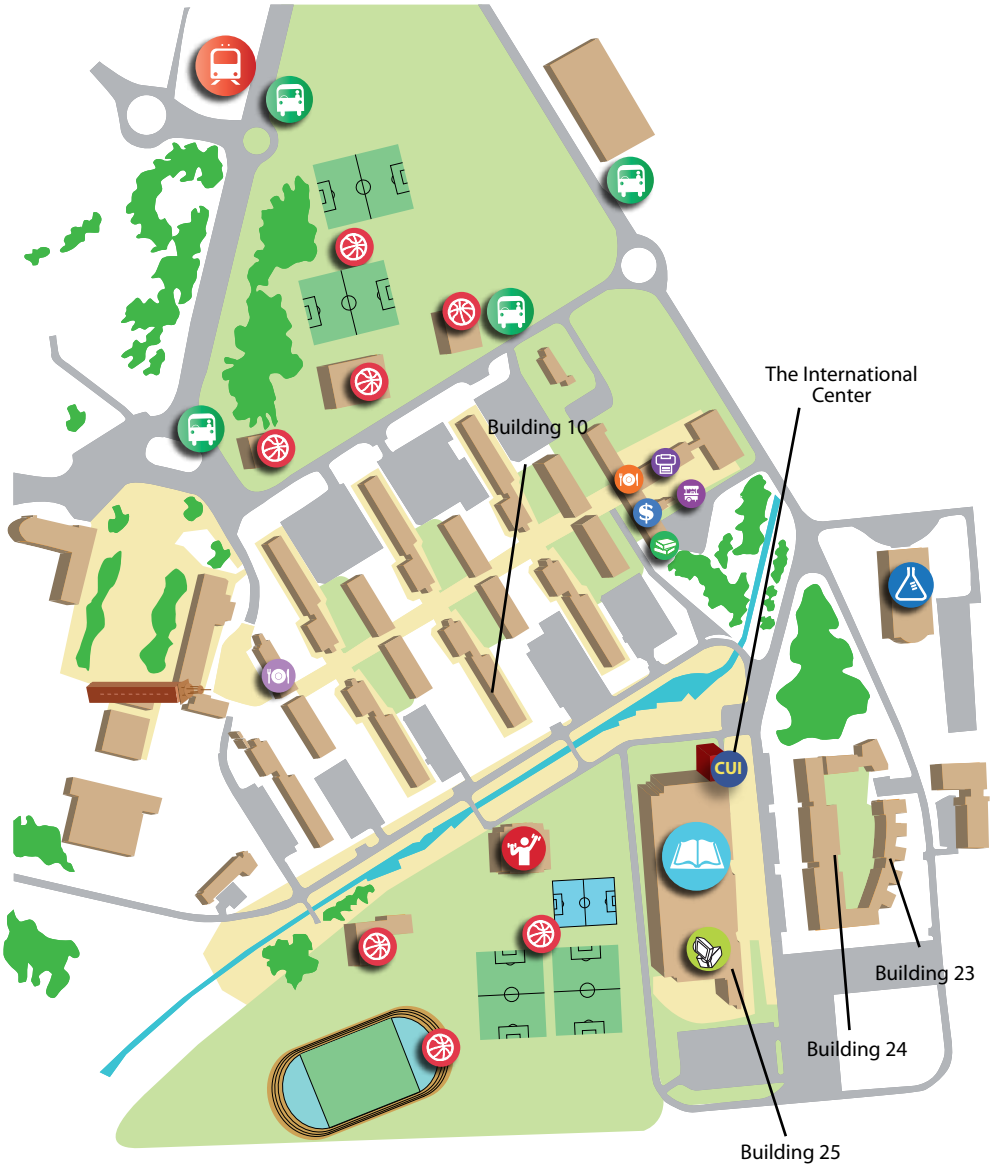 The International
Center
Building 10
$
CUI
Building 23
Building 24
Building 25